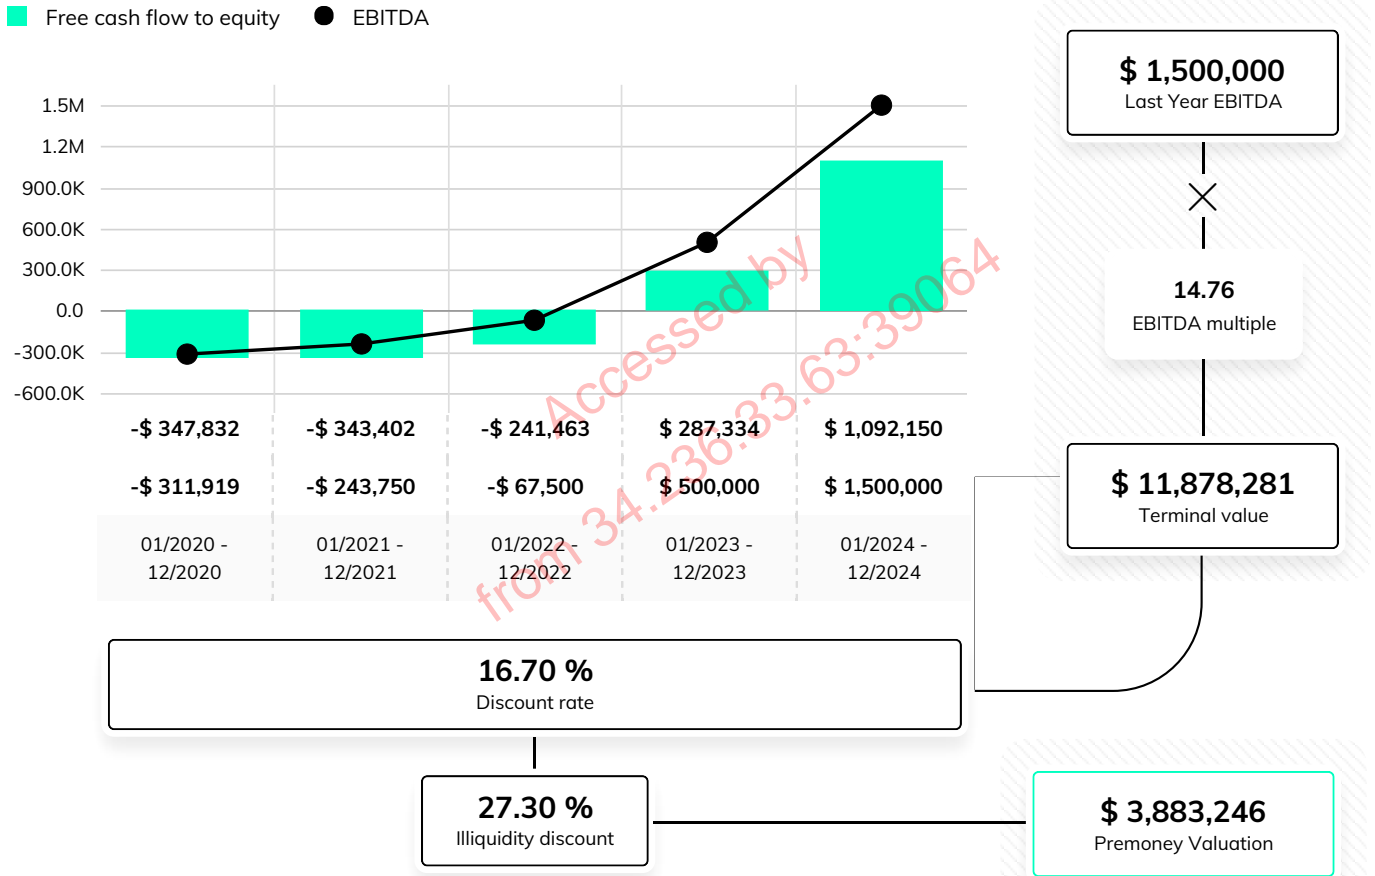 Free cash flow to equity
EBITDA
1.5M
1.2M
900.0K
600.0K
300.0K
0.0
-300.0K
-600.0K
-$ 347,832 -$ 343,402 -$ 241,463 $ 287,334 $ 1,092,150
-$ 311,919 -$ 243,750 -$ 67,500 $ 500,000 $ 1,500,000
01/2020 - 01/2021 - 01/2022 - 01/2023 - 01/2024 -
12/2020 12/2021 12/2022 12/2023 12/2024
$ 1,500,000
Last Year EBITDA
14.76
EBITDA multiple
$ 11,878,281
Terminal value
16.70 %
Discount rate
27.30 %
Illiquidity discount
$ 3,883,246
Premoney Valuation
Accessed by
from 34.236.33.63:39064